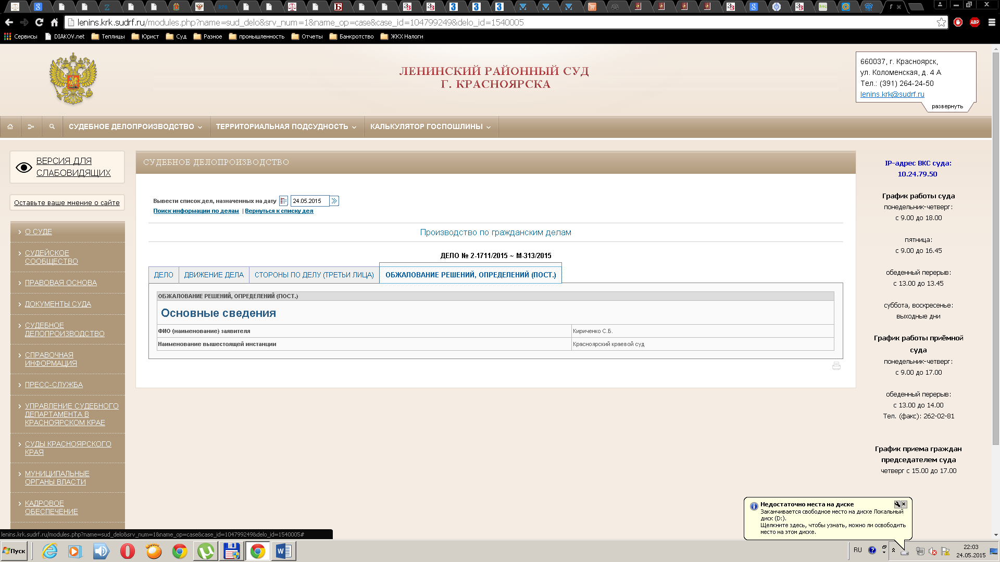 lenins.krk.sudrf.ru/modules.php?name=sud_delo&srv_num=1&name_op=case&case_id=104799249&delo_id=1540005
ABP
Сервисы
DIAKOV.net
Теплицы
Юрист
Суд
Разное
промышленность
Отчеты
Банкротство
ЖКХ Налоги
ЛЕНИНСКИЙ РАЙОННЫЙ СУД
Г. КРАСНОЯРСКА
660037, г. Красноярск,
ул. Коломенская, д. 4 А
Тел.: (391) 264-24-50
lenins.krk@sudrf.ru
развернуть
СУДЕБНОЕ ДЕЛОПРОИЗВОДСТВО
ТЕРРИТОРИАЛЬНАЯ ПОДСУДНОСТЬ
КАЛЬКУЛЯТОР ГОСПОШЛИНЫ
ВЕРСИЯ ДЛЯ
СЛАБОВИДЯЩИХ
Оставьте ваше мнение о сайте
О СУДЕ
СУДЕЙСКОЕ
СООБЩЕСТВО
ПРАВОВАЯ ОСНОВА
ДОКУМЕНТЫ СУДА
СУДЕБНОЕ
ДЕЛОПРОИЗВОДСТВО
СПРАВОЧНАЯ
ИНФОРМАЦИЯ
ПРЕСС-СЛУЖБА
УПРАВЛЕНИЕ СУДЕБНОГО
ДЕПАРТАМЕНТА В
КРАСНОЯРСКОМ КРАЕ
СУДЫ КРАСНОЯРСКОГО
КРАЯ
МУНИЦИПАЛЬНЫЕ
ОРГАНЫ ВЛАСТИ
КАДРОВОЕ
ОБЕСПЕЧЕНИЕ
СУДЕБНОЕ ДЕЛОПРОИЗВОДСТВО
Вывести список дел, назначенных на дату 24.05.2015
Поиск информации по делам | Вернуться к списку дел
Производство по гражданским делам
ДЕЛО № 2-1711/2015 ~ М-313/2015
ДЕЛО
ДВИЖЕНИЕ ДЕЛА
СТОРОНЫ ПО ДЕЛУ (ТРЕТЬИ ЛИЦА)
ОБЖАЛОВАНИЕ РЕШЕНИЙ, ОПРЕДЕЛЕНИЙ (ПОСТ.)
ОБЖАЛОВАНИЕ РЕШЕНИЙ, ОПРЕДЕЛЕНИЙ (ПОСТ.)
Основные сведения
ФИО (наименование) заявителя
Кириченко С.Б.
Наименование вышестоящей инстанции
Красноярский краевой суд
IP-адрес ВКС суда:
10.24.79.50
График работы суда
понедельник-четверг:
с 9.00 до 18.00
пятница:
с 9.00 до 16.45
обеденный перерыв:
с 13.00 до 13.45
суббота, воскресенье:
выходные дни
График работы приёмной
суда
понедельник-четверг:
с 9.00 до 17.00
обеденный перерыв:
с 13.00 до 14.00
Тел. (факс): 262-02-81
График приема граждан
председателем суда
четверг с 15.00 до 17.00
Недостаточно места на диске
Заканчивается свободное место на диске Локальный
диск (D:).
Щелкните здесь, чтобы узнать, можно ли освободить
место на этом диске.
lenins.krk.sudrf.ru/modules.php?name=sud_delo&srv_num=1&name_op=case&case_id=104799249&delo_id=1540005#
Пуск
RU
22:03
24.05.2015